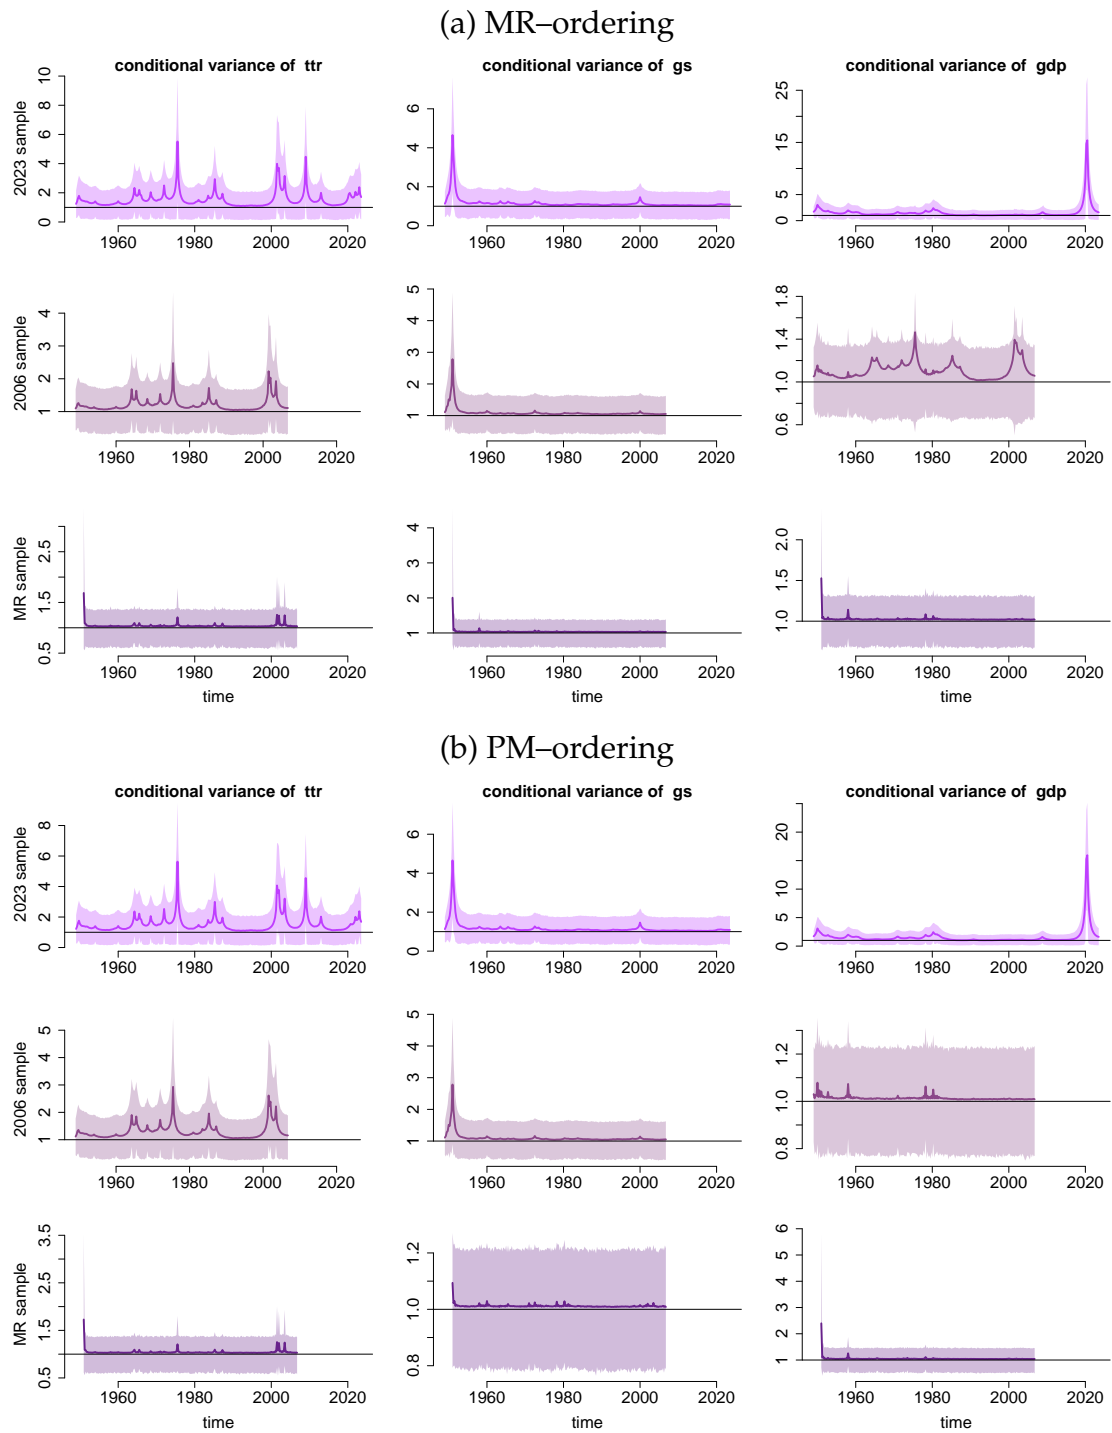 (a) MR–ordering
conditional variance of ttr
conditional variance of gs
conditional variance of gdp
2023 sample
0 2 4 6 8 10
1960 1980 2000 2020
0 2 4 6
1960 1980 2000 2020
0 5 15 25
1960 1980 2000 2020
2006 sample
1 2 3 4
1960 1980 2000 2020
1 2 3 4 5
1960 1980 2000 2020
0.6 1.0 1.4 1.8
1960 1980 2000 2020
MR sample
0.5 1.5 2.5
1960 1980 2000 2020
time
1 2 3 4
1960 1980 2000 2020
time
1.0 1.5 2.0
1960 1980 2000 2020
time
(b) PM–ordering
conditional variance of ttr
conditional variance of gs
conditional variance of gdp
2023 sample
0 2 4 6 8
1960 1980 2000 2020
0 2 4 6
1960 1980 2000 2020
0 5 10 20
1960 1980 2000 2020
2006 sample
1 2 3 4 5
1960 1980 2000 2020
1 2 3 4 5
1960 1980 2000 2020
0.8 1.0 1.2
1960 1980 2000 2020
MR sample
0.5 1.5 2.5 3.5
1960 1980 2000 2020
time
0.8 1.0 1.2
1960 1980 2000 2020
time
1 2 3 4 5 6
1960 1980 2000 2020
time